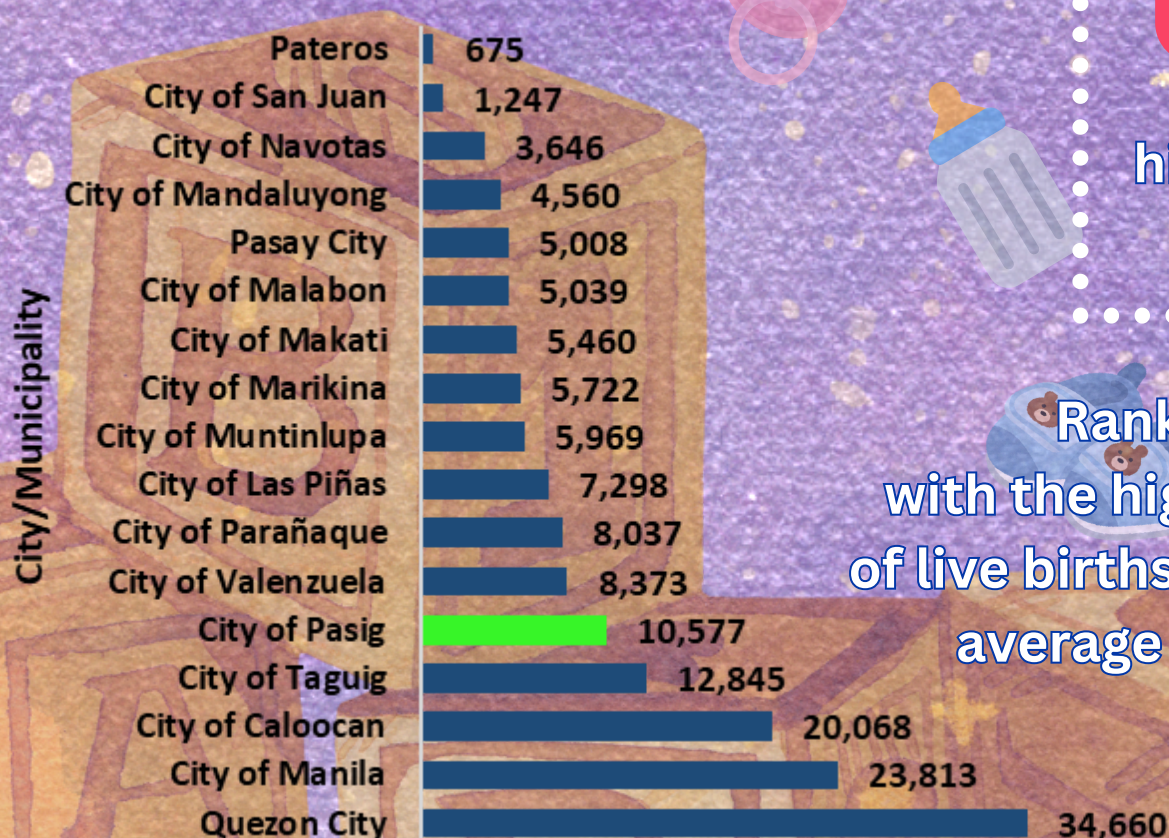 Pateros 675
City of San Juan 1,247
City of Navotas 3,646
City of Mandaluyong 4,560
Pasay City 5,008
City of Malabon 5,039
City of Makati 5,460
City of Marikina 5,722
City of Muntinlupa 5,969
City of Las Piñas 7,298
City of Parañaque 8,037
City of Valenzuela 8,373
City of Pasig 10,577
City of Taguig 12,845
City of Caloocan 20,068
City of Manila 23,813
Quezon City 34,660
City/Municipality
hi
Rank
with the hig
of live births
average